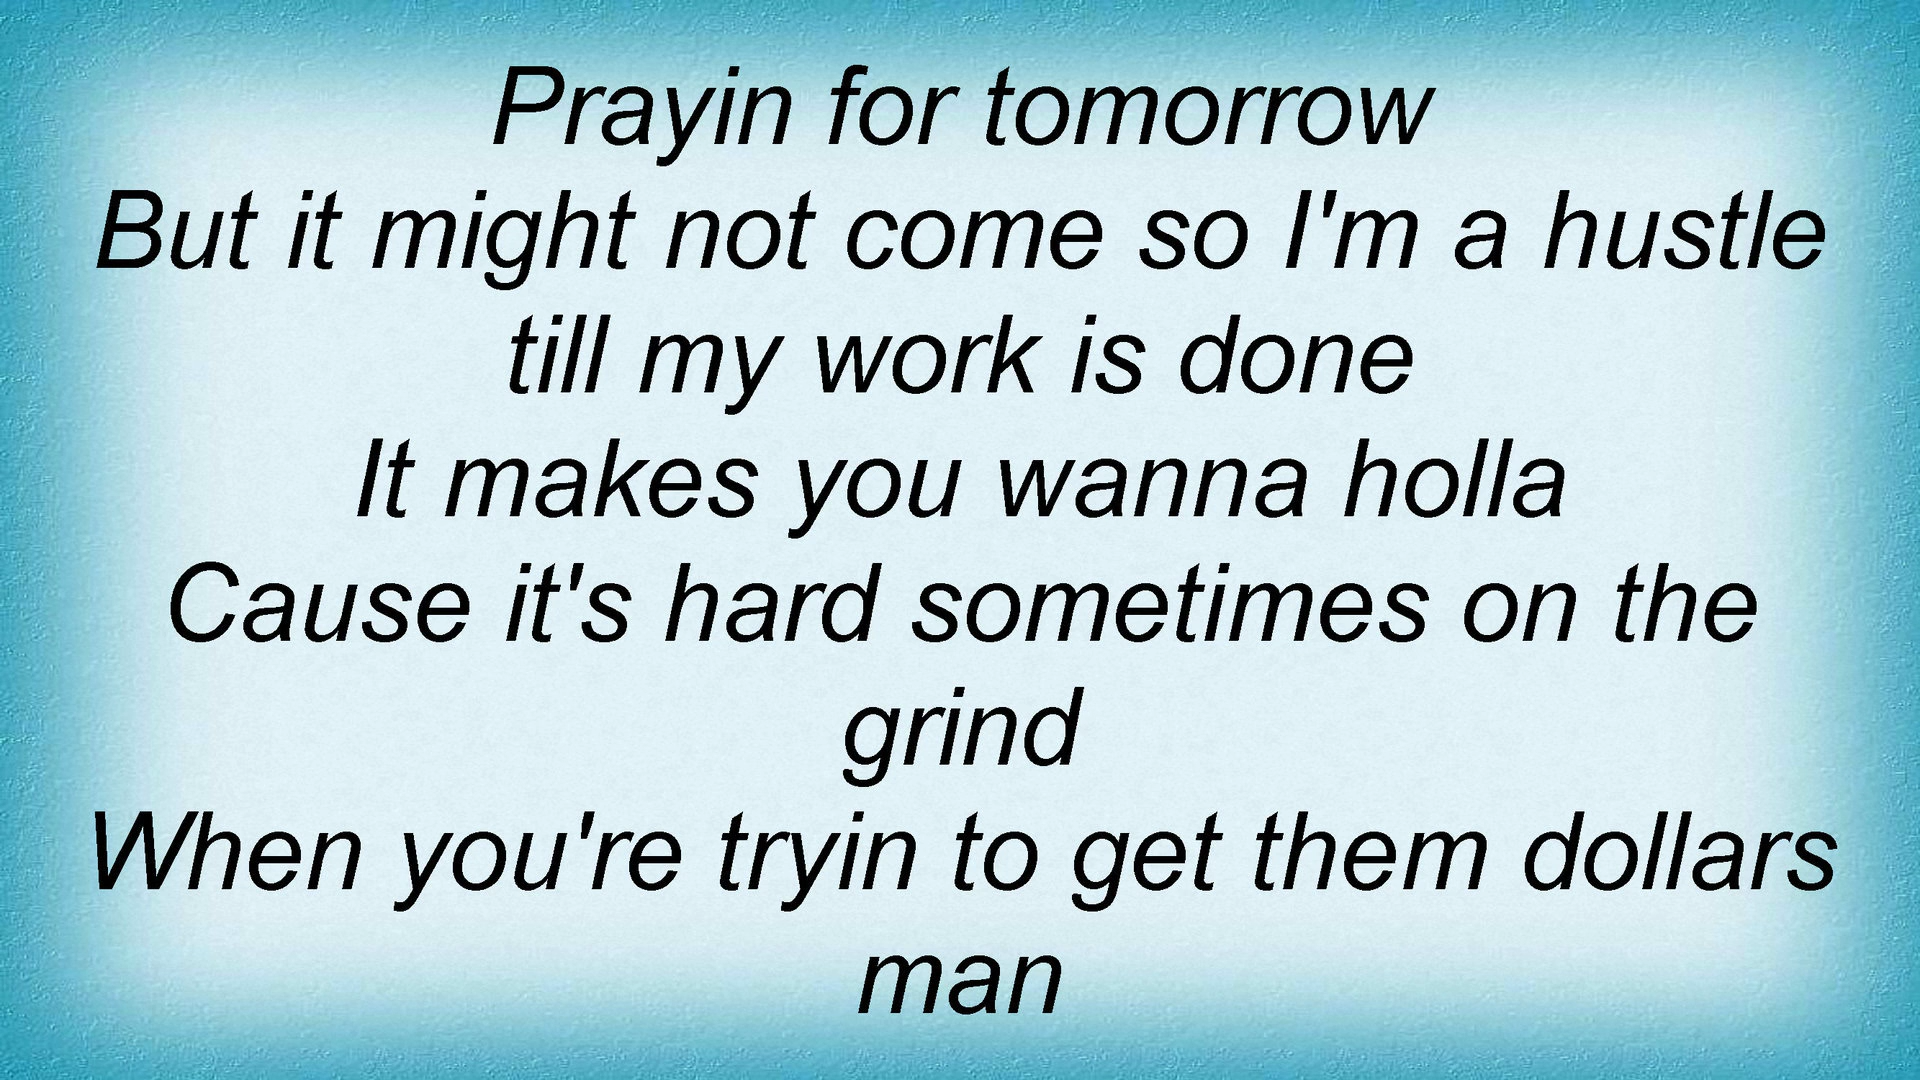 Prayin for tomorrow
But it might not come so I'm a hustle
till my work is done
It makes you wanna holla
Cause it's hard sometimes on the
grind
When you're tryin to get them dollars
man